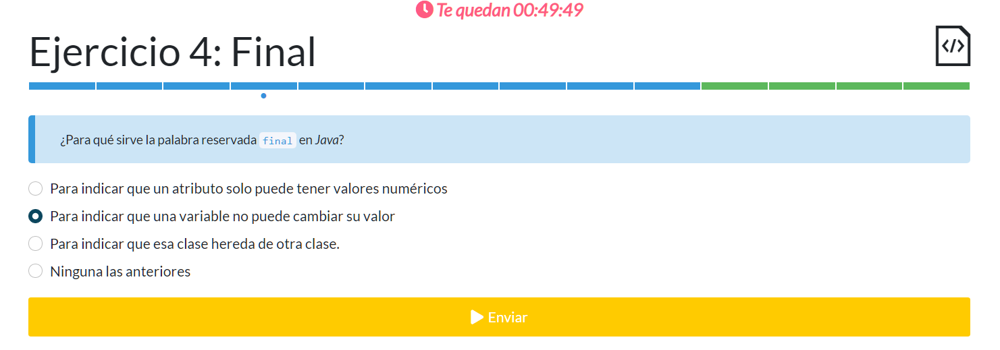 Te quedan 00:49:49
Ejercicio 4: Final
</>
¿Para qué sirve la palabra reservada final en Java?
Para indicar que un atributo solo puede tener valores numéricos
Para indicar que una variable no puede cambiar su valor
Para indicar que esa clase hereda de otra clase.
Ninguna las anteriores
Enviar